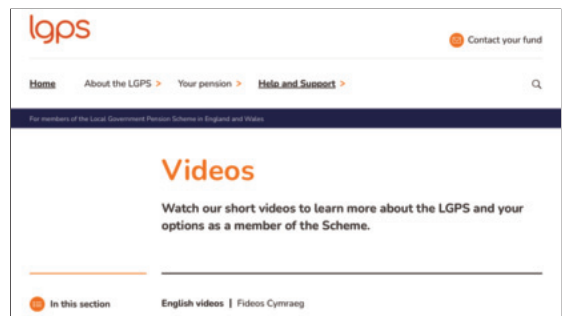 lgps
Contact your fund
Home About the LGPS > Your pension > Help and Support >
For members of the Local Government Pension Scheme in England and Wales
Videos
Watch our short videos to learn more about the LGPS and your
options as a member of the Scheme.
In this section English videos | Fideos Cymraeg